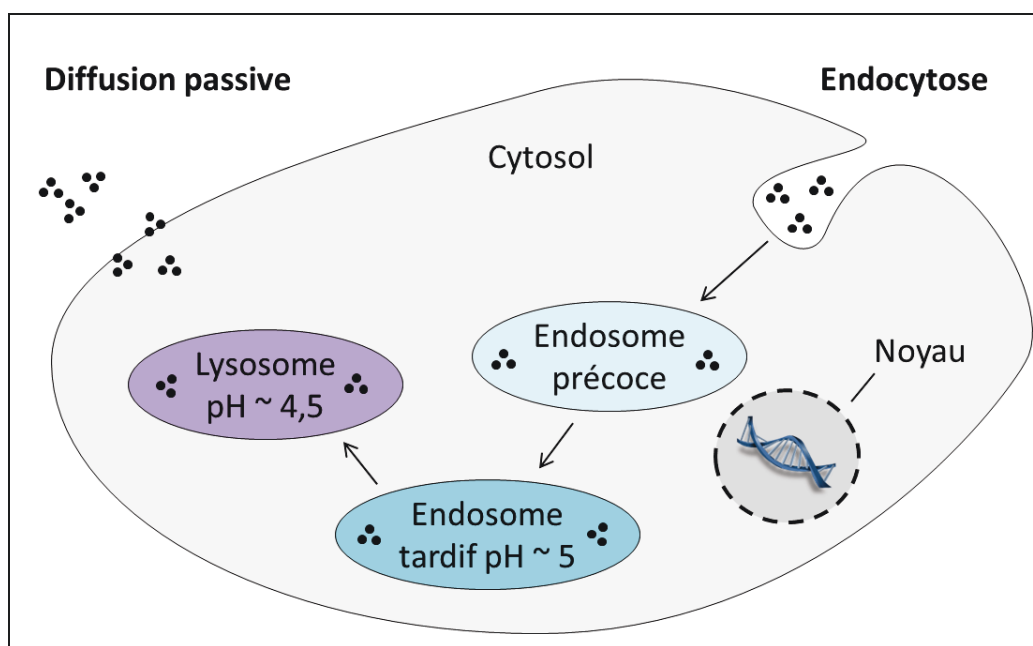 Diffusion passive
Endocytose
Cytosol
Endosome
précoce
Noyau
Lysosome
pH ~ 4,5
Endosome
tardif pH ~ 5